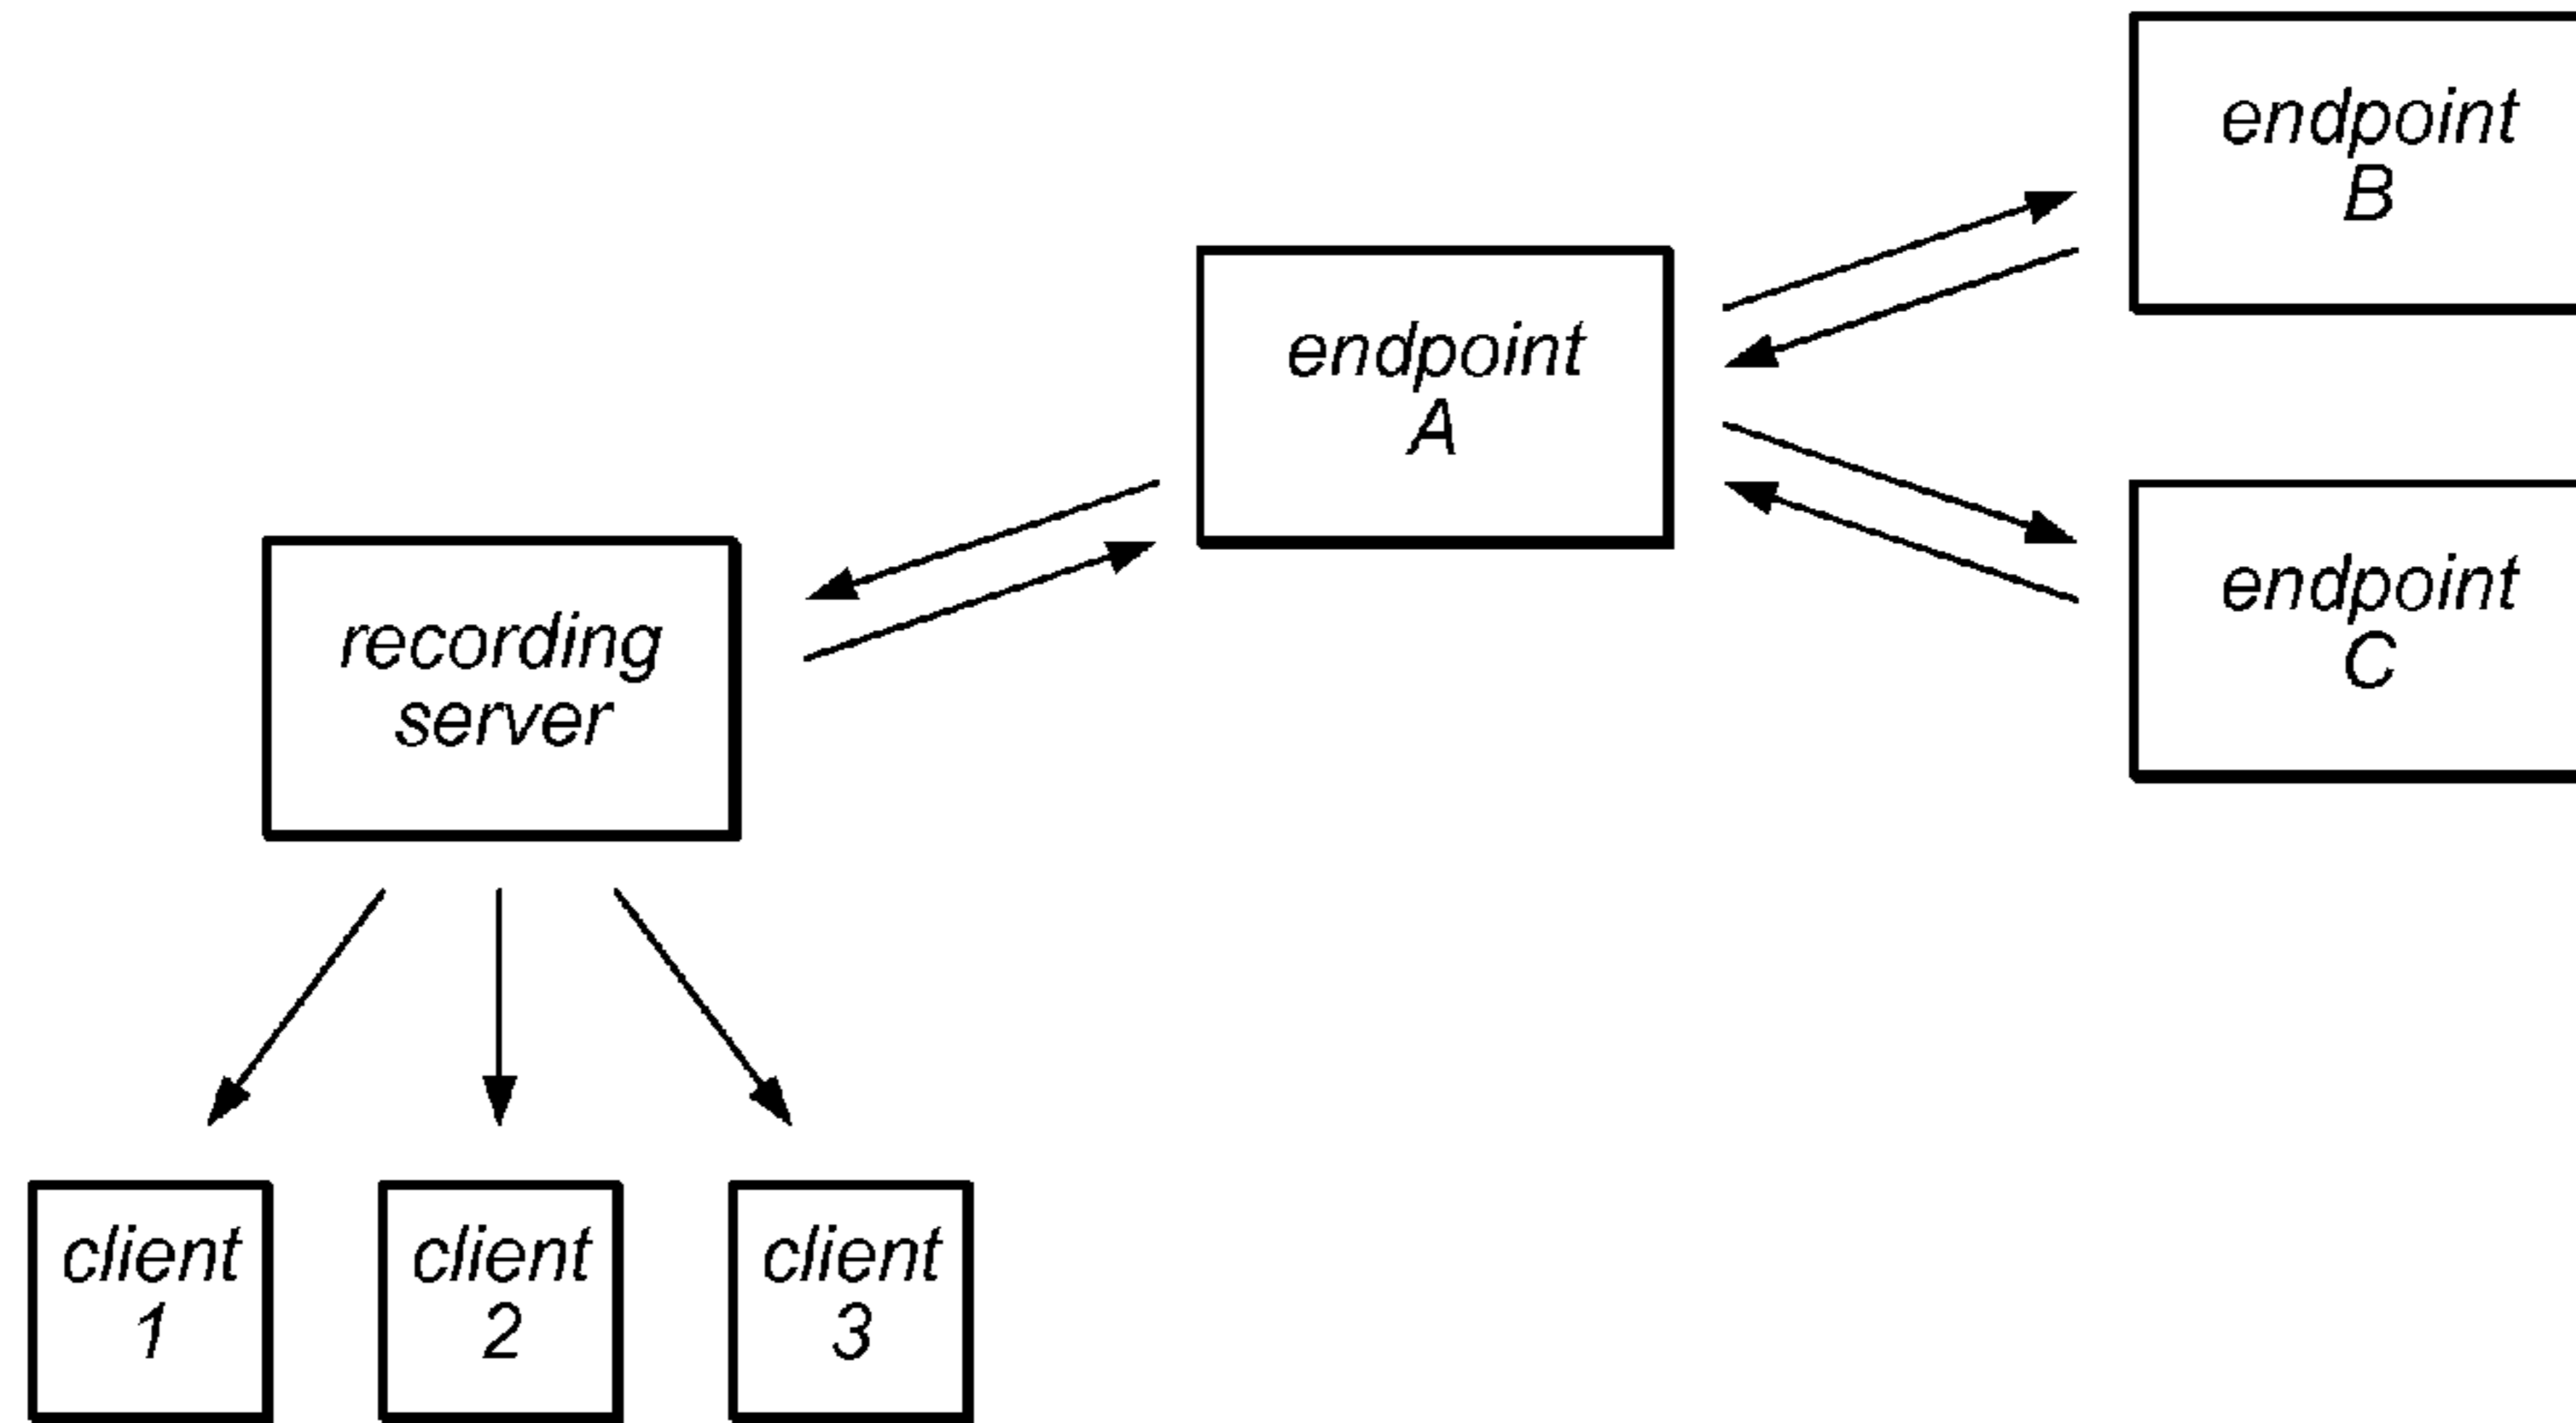 endpoint
B
endpoint
A
endpoint
C
recording
server
client
1
client
2
client
3